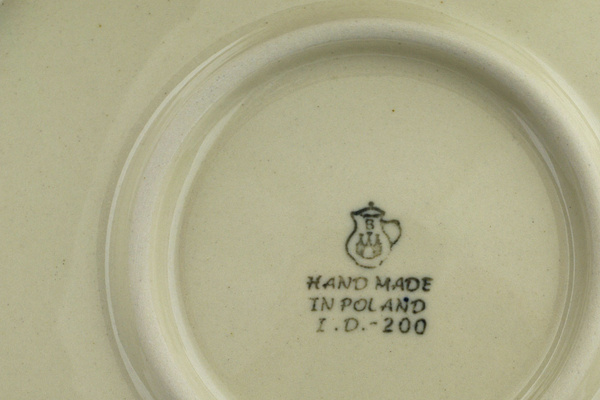 B
HAND MADE
IN POLAND
I.D.-200